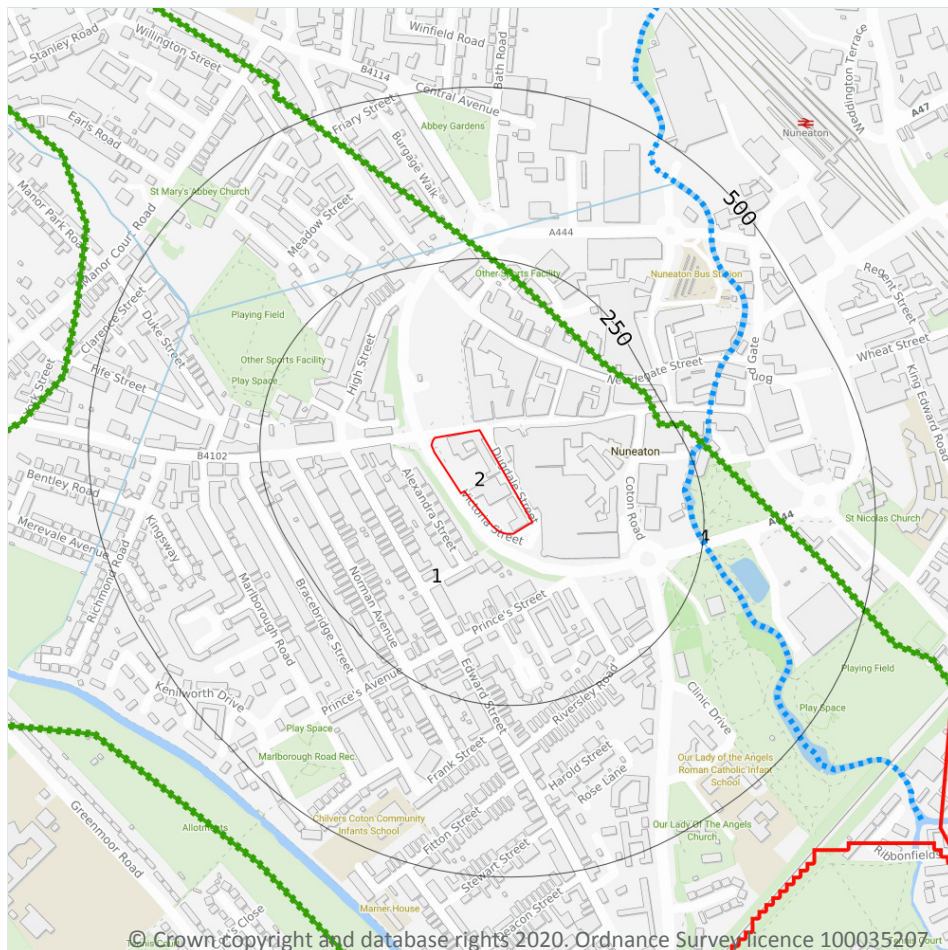 Stanley Road
Willington Street
Winfield Road
Bath Road
B4114
Central Avenue
Friary Street
Abbey Gardens
Burgage Walk
Weddington Terrace
A47
Nuneaton
Earls Road
St Mary's Abbey Church
Manor Park Road
Manor Court Road
Meadow Street
500
A444
Other Sports Facility
Nuneaton Bus Station
Regent Street
Clarence Street
Duke Street
Playing Field
Other Sports Facility
Play Space
High Street
250
Newdegate Street
Bond Gate
Wheat Street
King Edward Road
Fife Street
B4102
Nuneaton
Dugdale Street
2
Victoria Street
Alexandra Street
Coton Road
Bentley Road
Merevale Avenue
Kingsway
Richmond Road
4
A444
St Nicolas Church
1
Norman Avenue
Bracebridge Street
Marlborough Road
Prince's Street
Prince's Avenue
Edward Street
Riversley Road
Clinic Drive
Playing Field
Play Space
Kenilworth Drive
Play Space
Marlborough Road Rec.
Frank Street
Harold Street
Rose Lane
Our Lady of the Angels
Roman Catholic Infant
School
Chilvers Coton Community
Infants School
Fitton Street
Our Lady Of The Angels
Church
Allotments
Greenmoor Road
Stewart Street
Ribbonfields
Marner House
© Crown copyright and database rights 2020. Ordnance Survey licence 100035207.